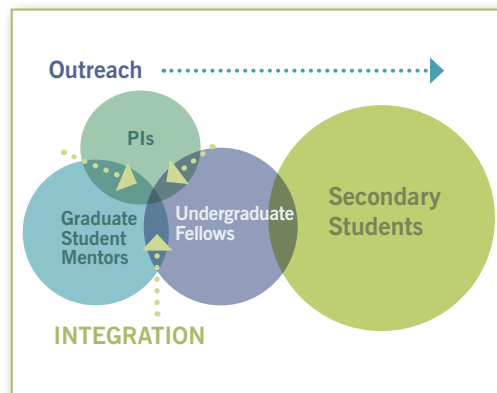 Outreach
PIs
Graduate
Student
Mentors
Undergraduate
Fellows
Secondary
Students
INTEGRATION